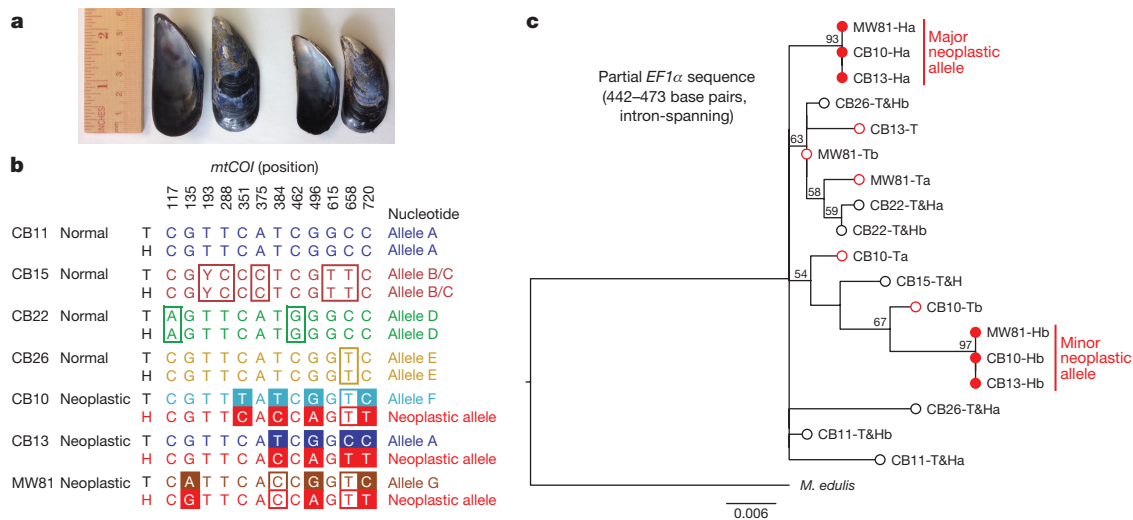 a
2
1
INCHES
b
mtCOI (position)
117 135 193 288 351 375 384 462 496 615 658 720
Nucleotide
CB11 Normal T C G T T C A T C G G C C Allele A
H C G T T C A T C G G C C Allele A
CB15 Normal T C G Y C C C T C G T T C Allele B/C
H C G Y C C C T C G T T C Allele B/C
CB22 Normal T A G T T C A T G G G C C Allele D
H A G T T C A T G G G C C Allele D
CB26 Normal T C G T T C A T C G G T C Allele E
H C G T T C A T C G G T C Allele E
CB10 Neoplastic T C G T T T A T C G G T C Allele F
H C G T T C A C C A G T T Neoplastic allele
CB13 Neoplastic T C G T T C A T C G G C C Allele A
H C G T T C A C C A G T T Neoplastic allele
MW81 Neoplastic T C A T T C A C C G G T C Allele G
H C G T T C A C C A G T T Neoplastic allele
c
Partial EF1α sequence
(442–473 base pairs,
intron-spanning)
93
MW81-Ha
CB10-Ha
CB13-Ha
Major
neoplastic
allele
CB26-T&Hb
63
CB13-T
MW81-Tb
58
MW81-Ta
59
CB22-T&Ha
CB22-T&Hb
54
CB10-Ta
CB15-T&H
67
CB10-Tb
97
MW81-Hb
CB10-Hb
CB13-Hb
Minor
neoplastic
allele
CB26-T&Ha
CB11-T&Hb
CB11-T&Ha
M. edulis
0.006